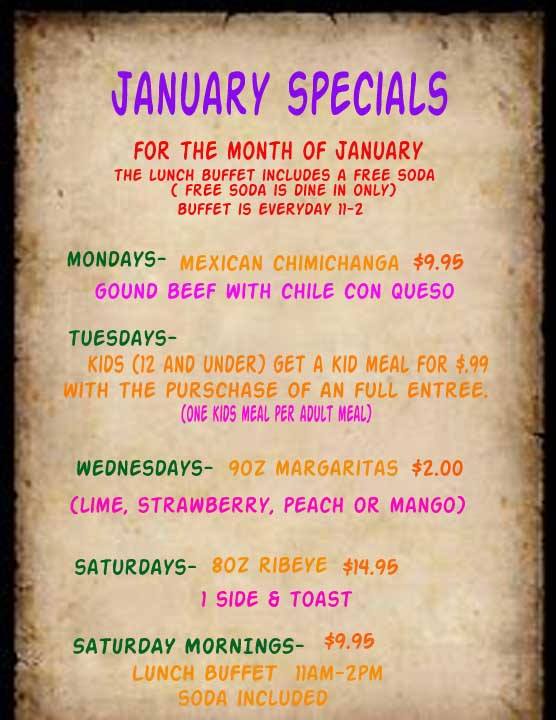 JANUARY SPECIALS
FOR THE MONTH OF JANUARY
THE LUNCH BUFFET INCLUDES A FREE SODA
( FREE SODA IS DINE IN ONLY)
BUFFET IS EVERYDAY 11-2
MONDAYS- MEXICAN CHIMICHANGA $9.95
GOUND BEEF WITH CHILE CON QUESO
TUESDAYS-
KIDS (12 AND UNDER) GET A KID MEAL FOR $.99
WITH THE PURSCHASE OF AN FULL ENTREE.
(ONE KIDS MEAL PER ADULT MEAL)
WEDNESDAYS- 9OZ MARGARITAS $2.00
(LIME, STRAWBERRY, PEACH OR MANGO)
SATURDAYS- 8OZ RIBEYE $14.95
1 SIDE & TOAST
SATURDAY MORNINGS- $9.95
LUNCH BUFFET 11AM-2PM
SODA INCLUDED